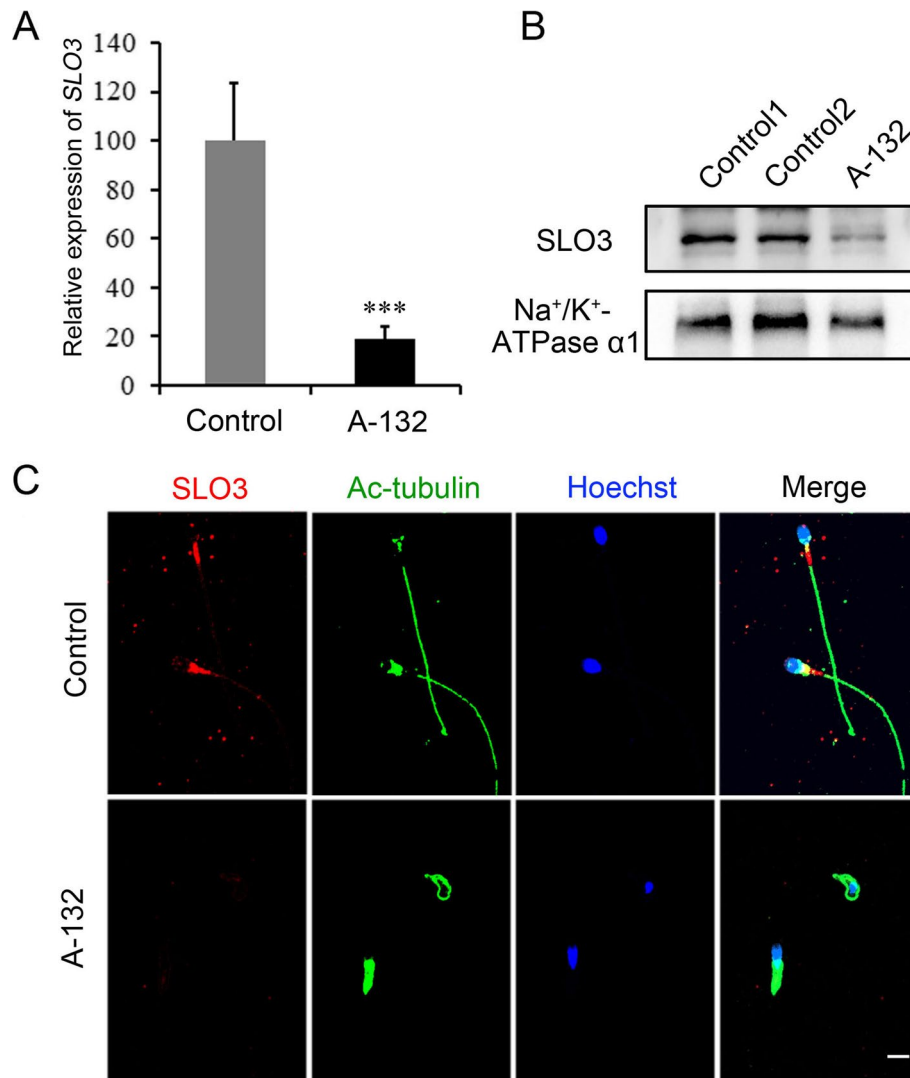 A
Relative expression of SLO3
140
120
100
80
60
40
20
0
***
Control
A-132
B
Control1
Control2
A-132
SLO3
Na⁺/K⁺-
ATPase α1
C
SLO3
Ac-tubulin
Hoechst
Merge
Control
A-132